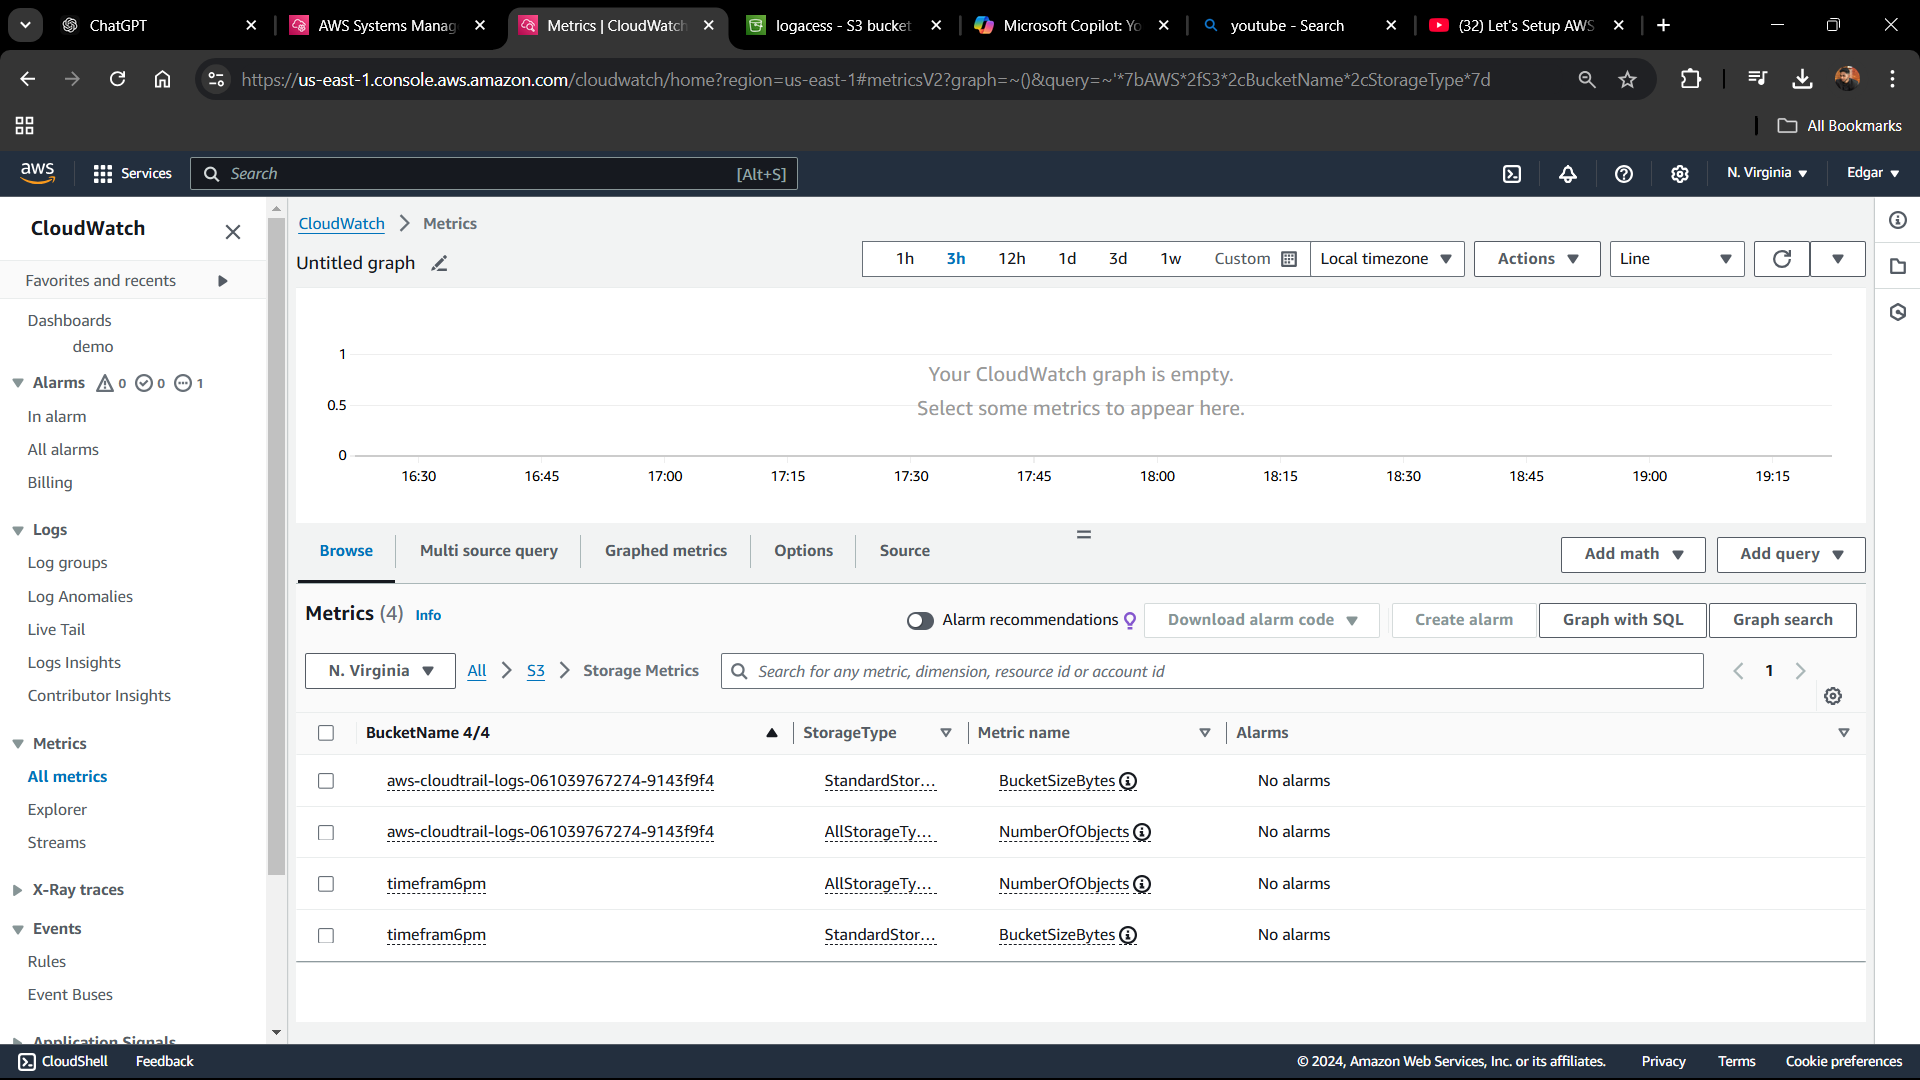 ChatGPT
AWS Systems Manag
Metrics | CloudWatch
logacess - S3 bucket
Microsoft Copilot: Yo
youtube - Search
(32) Let's Setup AWS
https://us-east-1.console.aws.amazon.com/cloudwatch/home?region=us-east-1#metricsV2?graph=~()&query=~'*7bAWS*2fS3*2cBucketName*2cStorageType*7d
All Bookmarks
aws Services Search [Alt+S] N. Virginia Edgar
CloudWatch
Favorites and recents
Dashboards
demo
Alarms 0 0 1
In alarm
All alarms
Billing
Logs
Log groups
Log Anomalies
Live Tail
Logs Insights
Contributor Insights
Metrics
All metrics
Explorer
Streams
X-Ray traces
Events
Rules
Event Buses
Application Signals
CloudWatch Metrics
Untitled graph
1h 3h 12h 1d 3d 1w Custom Local timezone Actions Line
1
0.5
0
Your CloudWatch graph is empty.
Select some metrics to appear here.
16:30 16:45 17:00 17:15 17:30 17:45 18:00 18:15 18:30 18:45 19:00 19:15
Browse Multi source query Graphed metrics Options Source Add math Add query
Metrics (4) Info Alarm recommendations Download alarm code Create alarm Graph with SQL Graph search
N. Virginia All S3 Storage Metrics Search for any metric, dimension, resource id or account id 1
BucketName 4/4 StorageType Metric name Alarms
aws-cloudtrail-logs-061039767274-9143f9f4 StandardStor... BucketSizeBytes No alarms
aws-cloudtrail-logs-061039767274-9143f9f4 AllStorageTy... NumberOfObjects No alarms
timefram6pm AllStorageTy... NumberOfObjects No alarms
timefram6pm StandardStor... BucketSizeBytes No alarms
CloudShell Feedback © 2024, Amazon Web Services, Inc. or its affiliates. Privacy Terms Cookie preferences